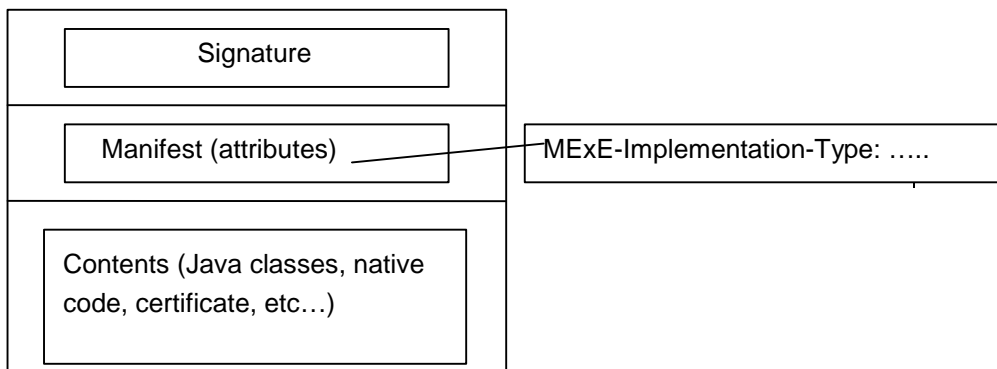 Signature
Manifest (attributes)
MExE-Implementation-Type: …..
Contents (Java classes, native
code, certificate, etc…)